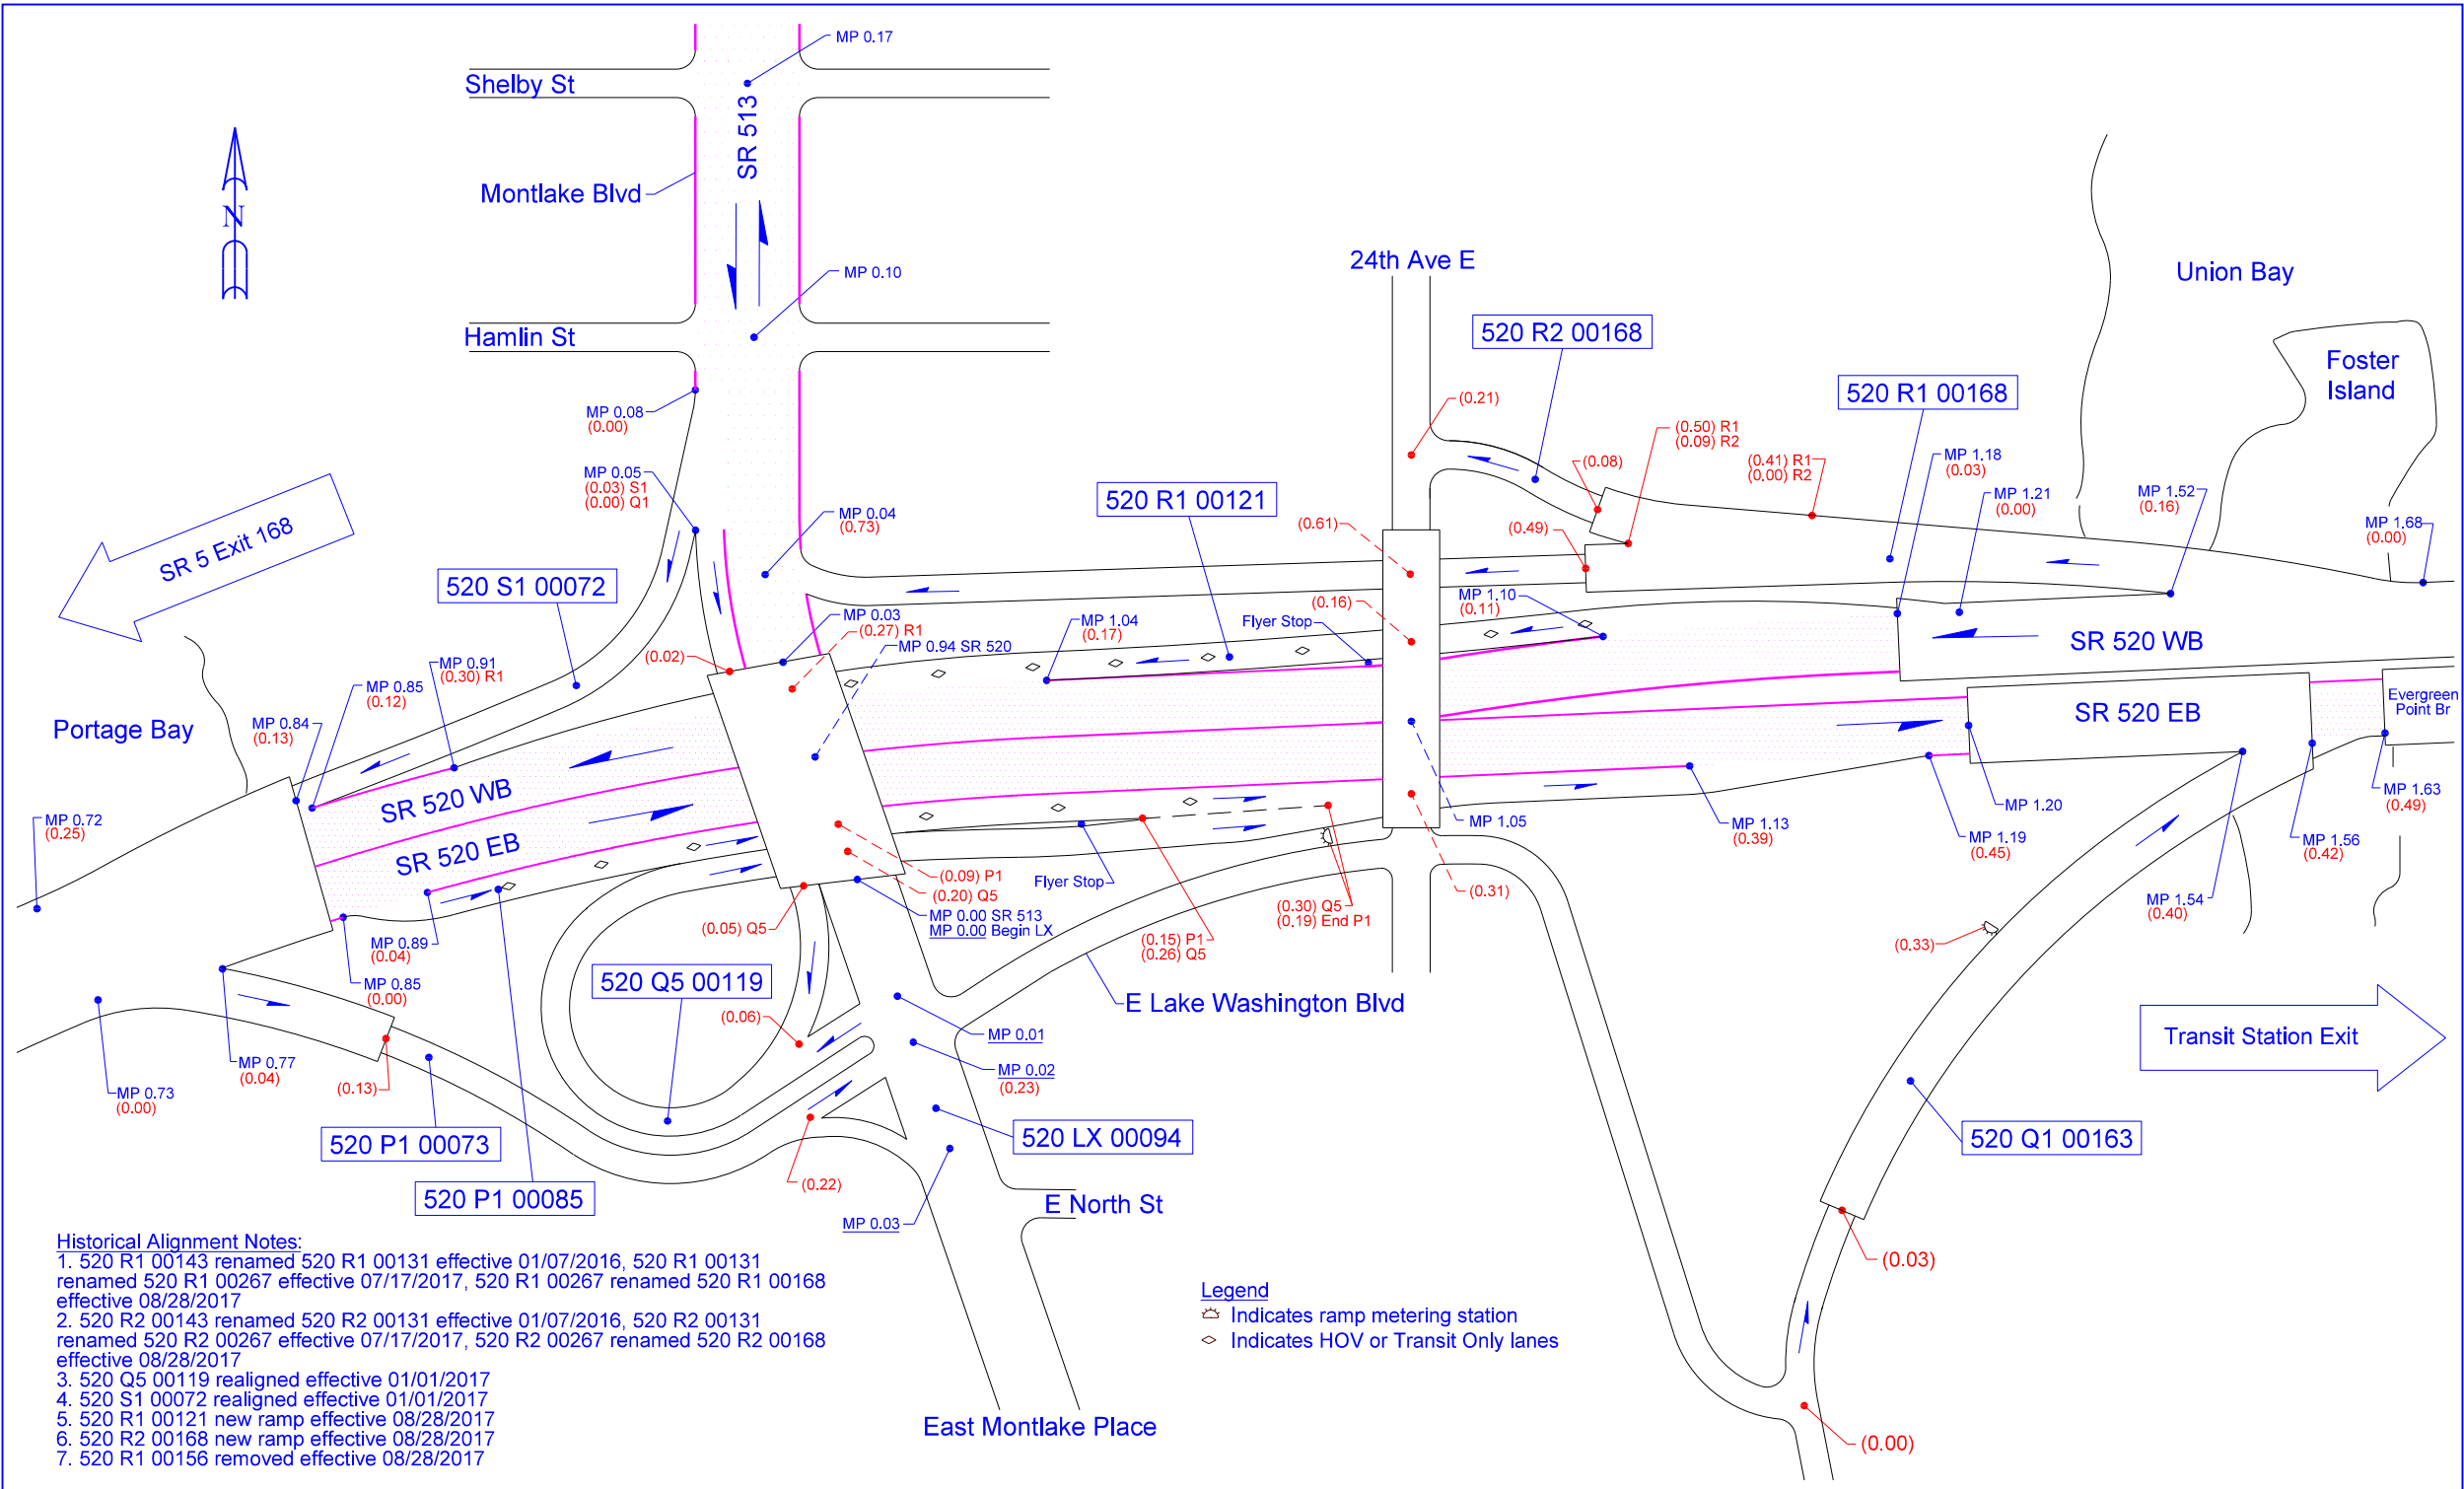 MP 0.17
Shelby St
SR 513
N
Montlake Blvd
MP 0.10
Hamlin St
24th Ave E
Union Bay
Foster
Island
520 R2 00168
520 R1 00168
MP 0.08
(0.00)
(0.21)
(0.50) R1
(0.09) R2
(0.08)
(0.41) R1
(0.00) R2
MP 1.18
(0.03)
MP 0.05
(0.03) S1
(0.00) Q1
MP 0.04
(0.73)
520 R1 00121
(0.61)
(0.49)
MP 1.21
(0.00)
MP 1.52
(0.16)
MP 1.68
(0.00)
SR 5 Exit 168
520 S1 00072
MP 0.03
(0.27) R1
MP 0.94 SR 520
MP 1.04
(0.17)
Flyer Stop
(0.16)
MP 1.10
(0.11)
SR 520 WB
(0.02)
MP 0.91
(0.30) R1
MP 0.85
(0.12)
MP 0.84
(0.13)
Portage Bay
SR 520 EB
Evergreen
Point Br
SR 520 WB
SR 520 EB
MP 0.72
(0.25)
MP 1.05
MP 1.13
(0.39)
MP 1.20
MP 1.19
(0.45)
MP 1.63
(0.49)
MP 1.56
(0.42)
MP 1.54
(0.40)
(0.09) P1
(0.20) Q5
MP 0.00 SR 513
MP 0.00 Begin LX
Flyer Stop
(0.31)
(0.30) Q5
(0.19) End P1
(0.15) P1
(0.26) Q5
(0.05) Q5
MP 0.89
(0.04)
MP 0.85
(0.00)
(0.33)
520 Q5 00119
E Lake Washington Blvd
(0.06)
MP 0.01
MP 0.02
(0.23)
Transit Station Exit
MP 0.77
(0.04)
MP 0.73
(0.00)
(0.13)
520 P1 00073
520 LX 00094
520 Q1 00163
520 P1 00085
(0.22)
MP 0.03
E North St
(0.03)
Historical Alignment Notes:
1. 520 R1 00143 renamed 520 R1 00131 effective 01/07/2016, 520 R1 00131
renamed 520 R1 00267 effective 07/17/2017, 520 R1 00267 renamed 520 R1 00168
effective 08/28/2017
2. 520 R2 00143 renamed 520 R2 00131 effective 01/07/2016, 520 R2 00131
renamed 520 R2 00267 effective 07/17/2017, 520 R2 00267 renamed 520 R2 00168
effective 08/28/2017
3. 520 Q5 00119 realigned effective 01/01/2017
4. 520 S1 00072 realigned effective 01/01/2017
5. 520 R1 00121 new ramp effective 08/28/2017
6. 520 R2 00168 new ramp effective 08/28/2017
7. 520 R1 00156 removed effective 08/28/2017
Legend
Indicates ramp metering station
Indicates HOV or Transit Only lanes
East Montlake Place
(0.00)